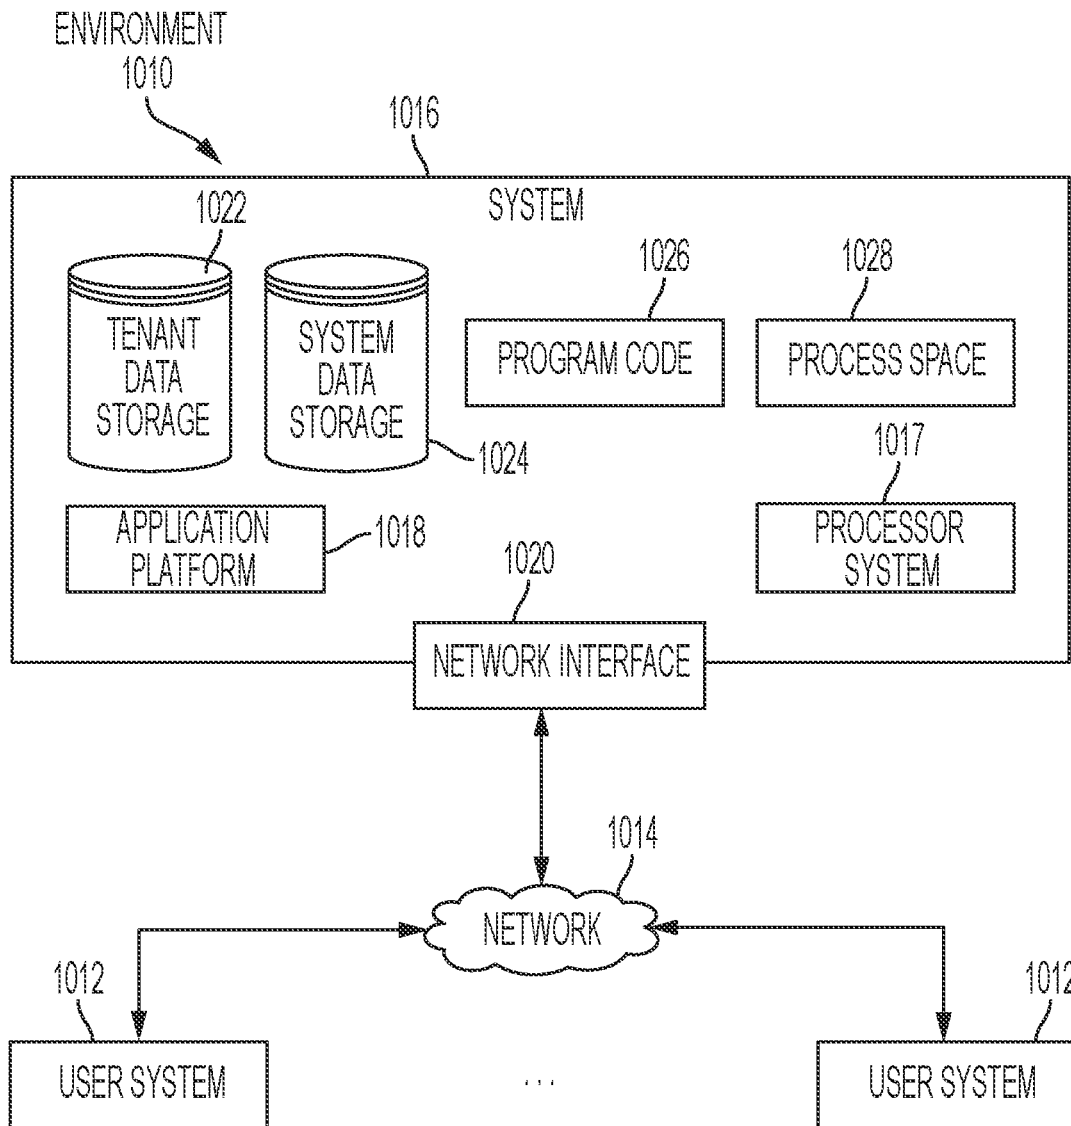 ENVIRONMENT
1010
1016
SYSTEM
1022
1026
1028
TENANT
DATA
STORAGE
SYSTEM
DATA
STORAGE
PROGRAM CODE
PROCESS SPACE
1024
1017
APPLICATION
PLATFORM
1018
PROCESSOR
SYSTEM
1020
NETWORK INTERFACE
1014
NETWORK
1012
1012
USER SYSTEM
...
USER SYSTEM